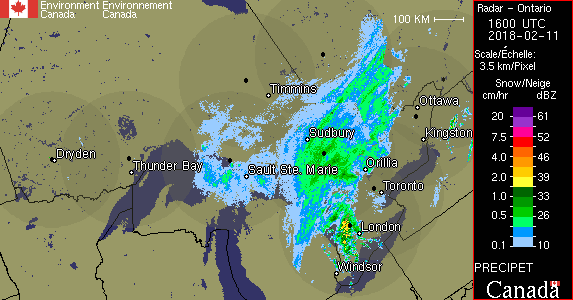 Environment Environnement
Canada Canada
100 KM
Timmins
Ottawa
Sudbury
Kingston
Dryden
Thunder Bay
Sault Ste. Marie
Orillia
Toronto
London
Windsor
Radar - Ontario
1600 UTC
2018-02-11
Scale/Échelle:
3.5 km/Pixel
Snow/Neige
cm/hr dBZ
20 61
7.5 52
4.0 46
2.0 39
1.0 33
0.5 26
0.1 10
PRECIPET
Canada